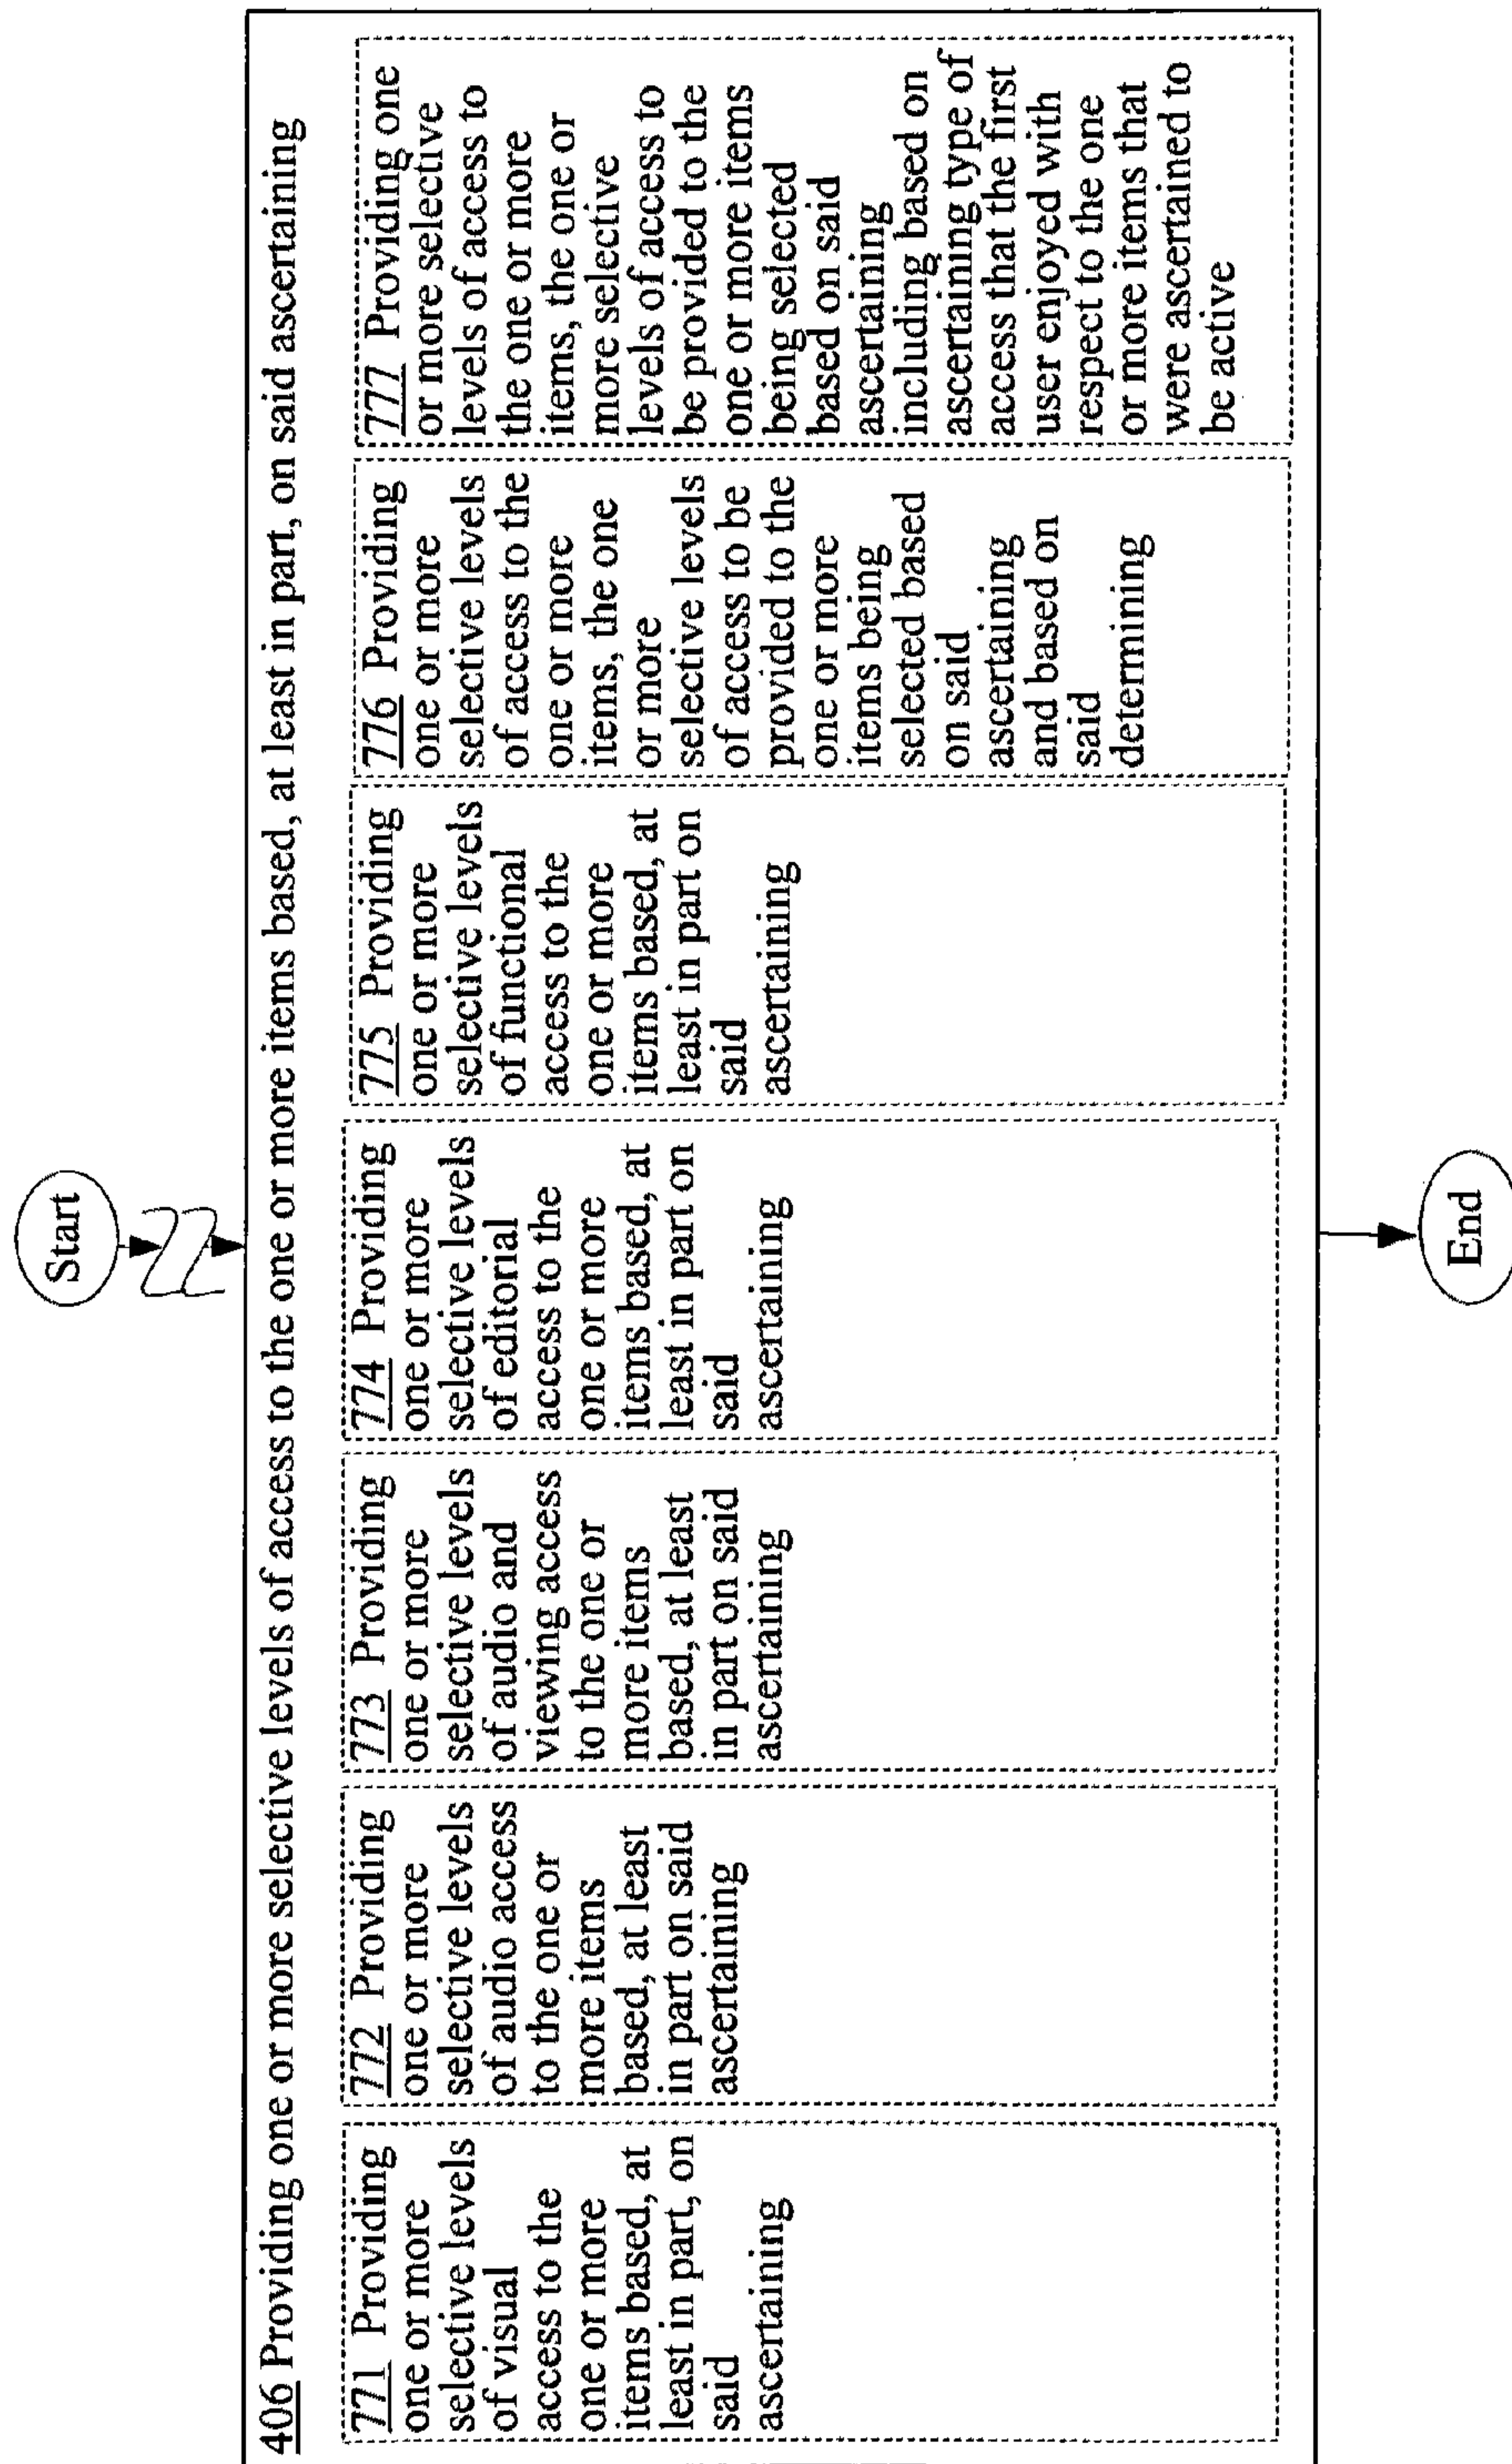 Start
406 Providing one or more selective levels of access to the one or more items based, at least in part, on said ascertaining
771 Providing
one or more
selective levels
of visual
access to the
one or more
items based, at
least in part, on
said
ascertaining
772 Providing
one or more
selective levels
of audio access
to the one or
more items
based, at least
in part on said
ascertaining
773 Providing
one or more
selective levels
of audio and
viewing access
to the one or
more items
based, at least
in part on said
ascertaining
774 Providing
one or more
selective levels
of editorial
access to the
one or more
items based, at
least in part on
said
ascertaining
775 Providing
one or more
selective levels
of functional
access to the
one or more
items based, at
least in part on
said
ascertaining
776 Providing
one or more
selective levels
of access to the
one or more
items, the one
or more
selective levels
of access to be
provided to the
one or more
items being
selected based
on said
ascertaining
and based on
said
determining
777 Providing one
or more selective
levels of access to
the one or more
items, the one or
more selective
levels of access to
be provided to the
one or more items
being selected
based on said
ascertaining
including based on
ascertaining type of
access that the first
user enjoyed with
respect to the one
or more items that
were ascertained to
be active
End